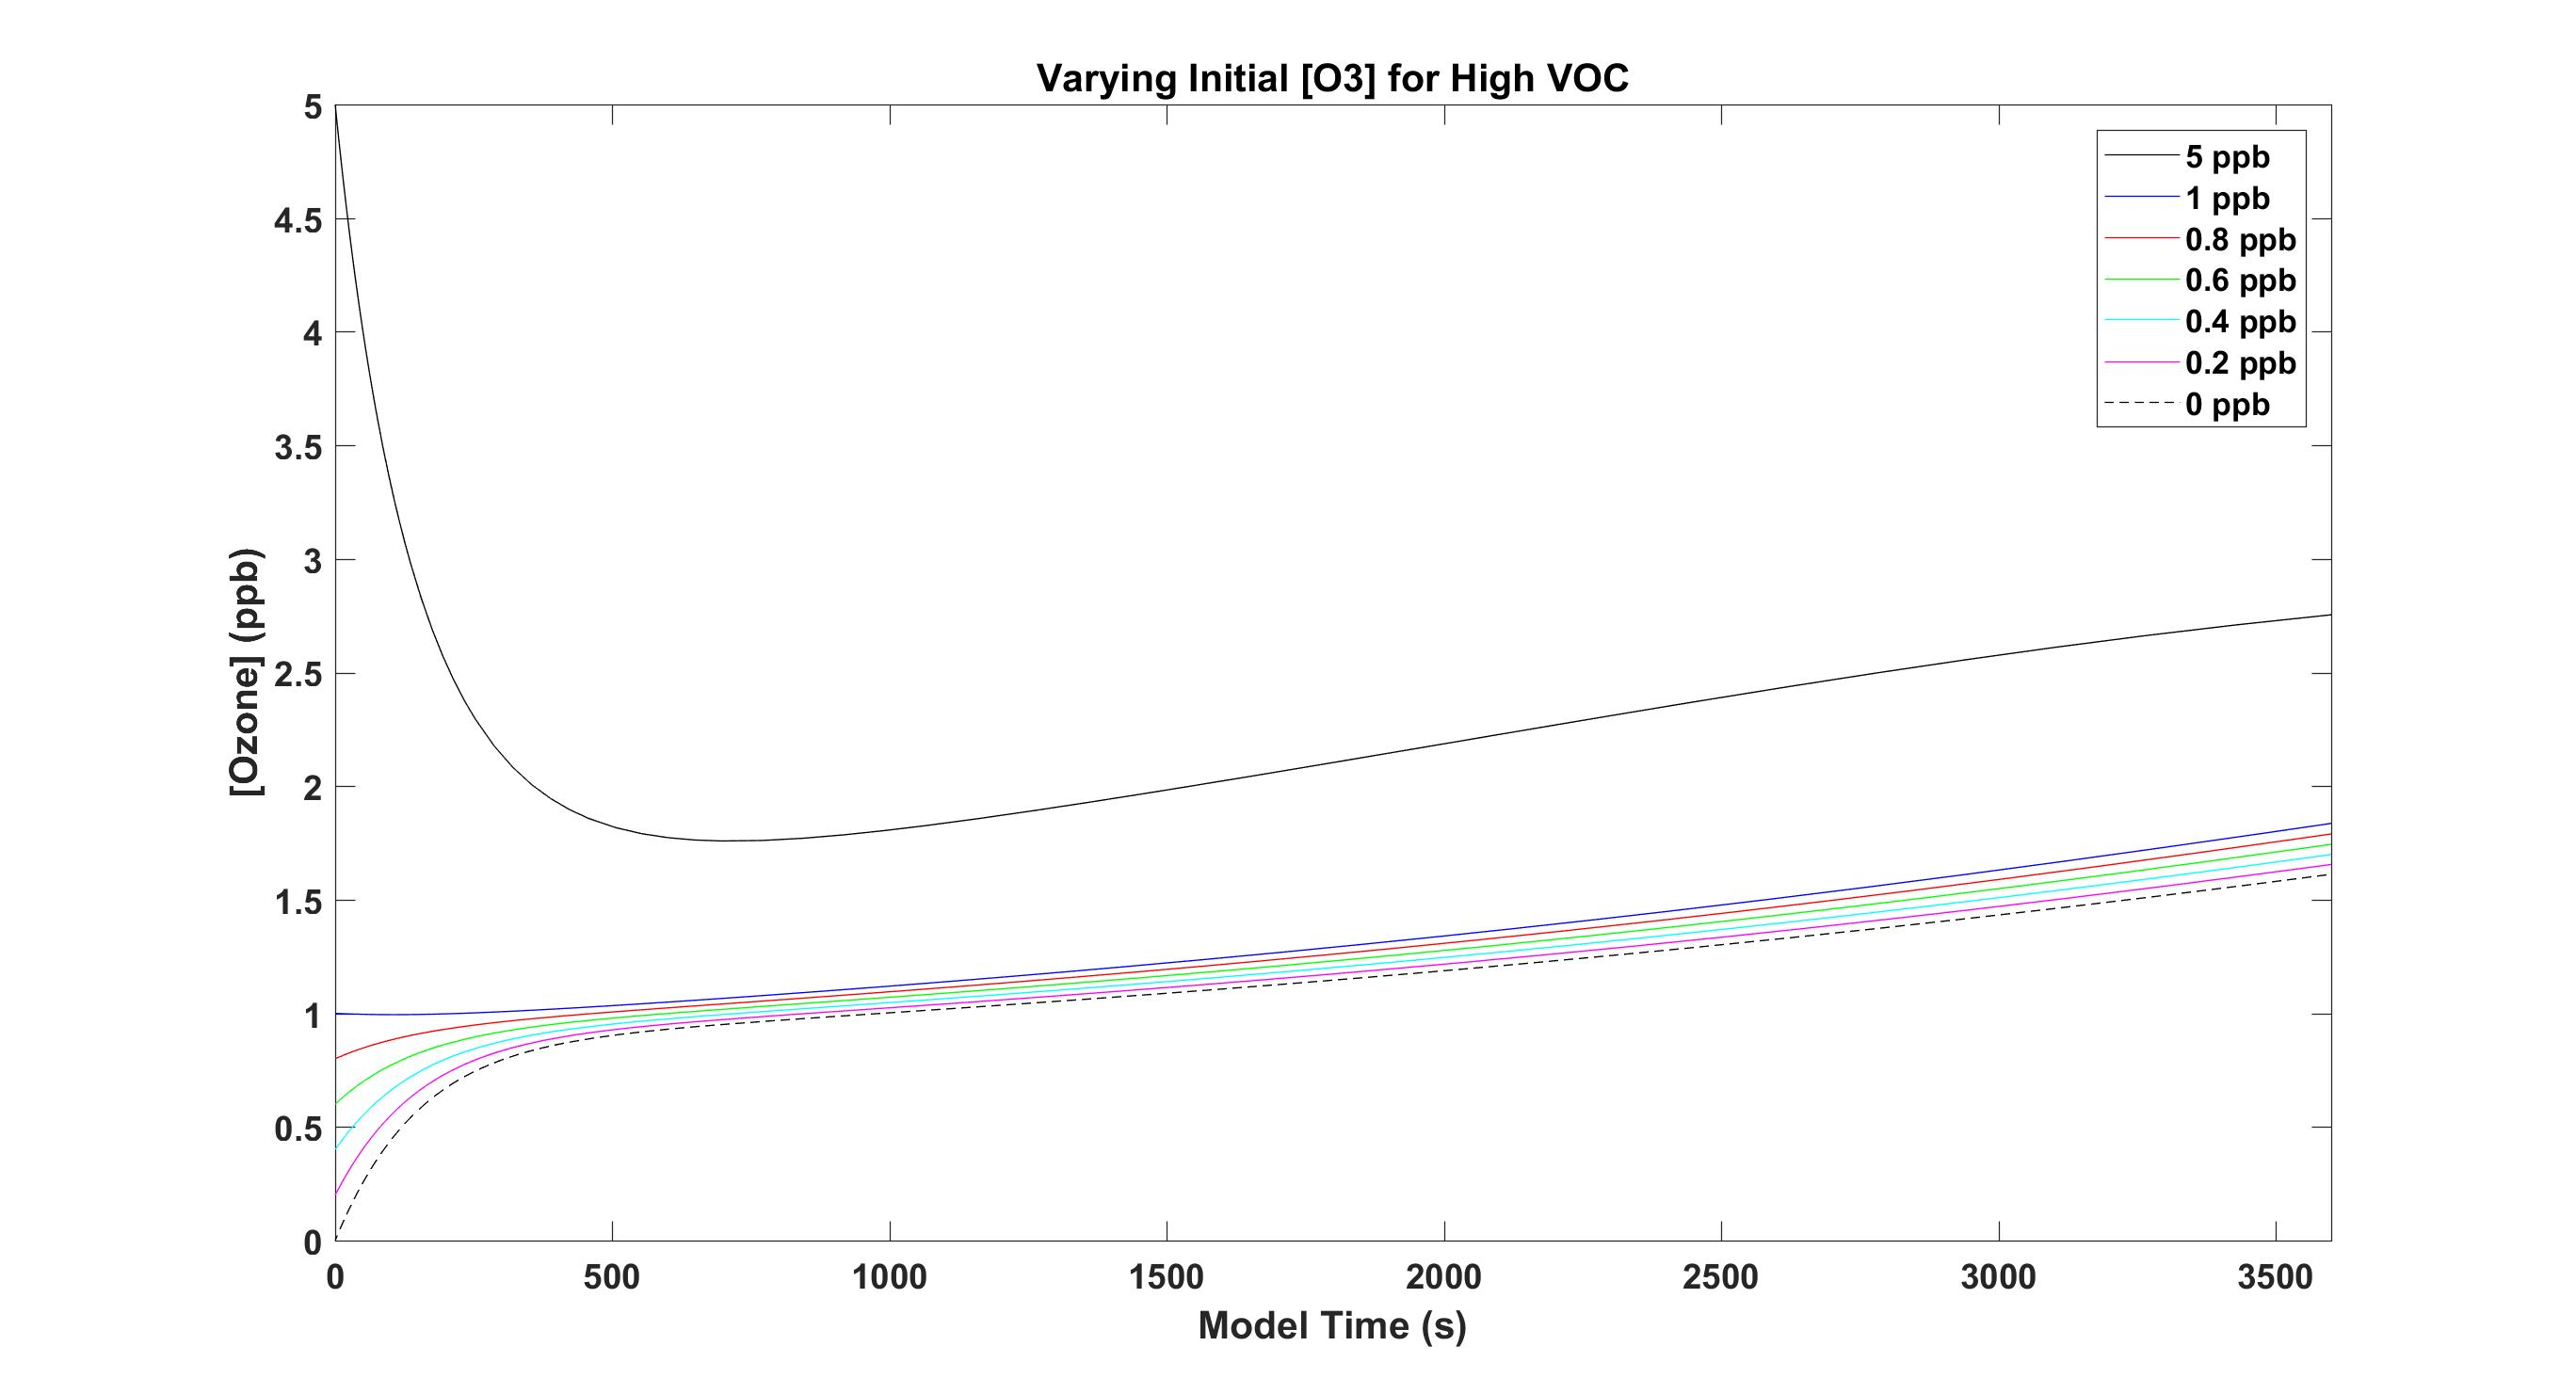 Varying Initial [O3] for High VOC
5
4.5
4
3.5
3
2.5
2
1.5
1
0.5
0
[Ozone] (ppb)
5 ppb
1 ppb
0.8 ppb
0.6 ppb
0.4 ppb
0.2 ppb
0 ppb
0 500 1000 1500 2000 2500 3000 3500
Model Time (s)